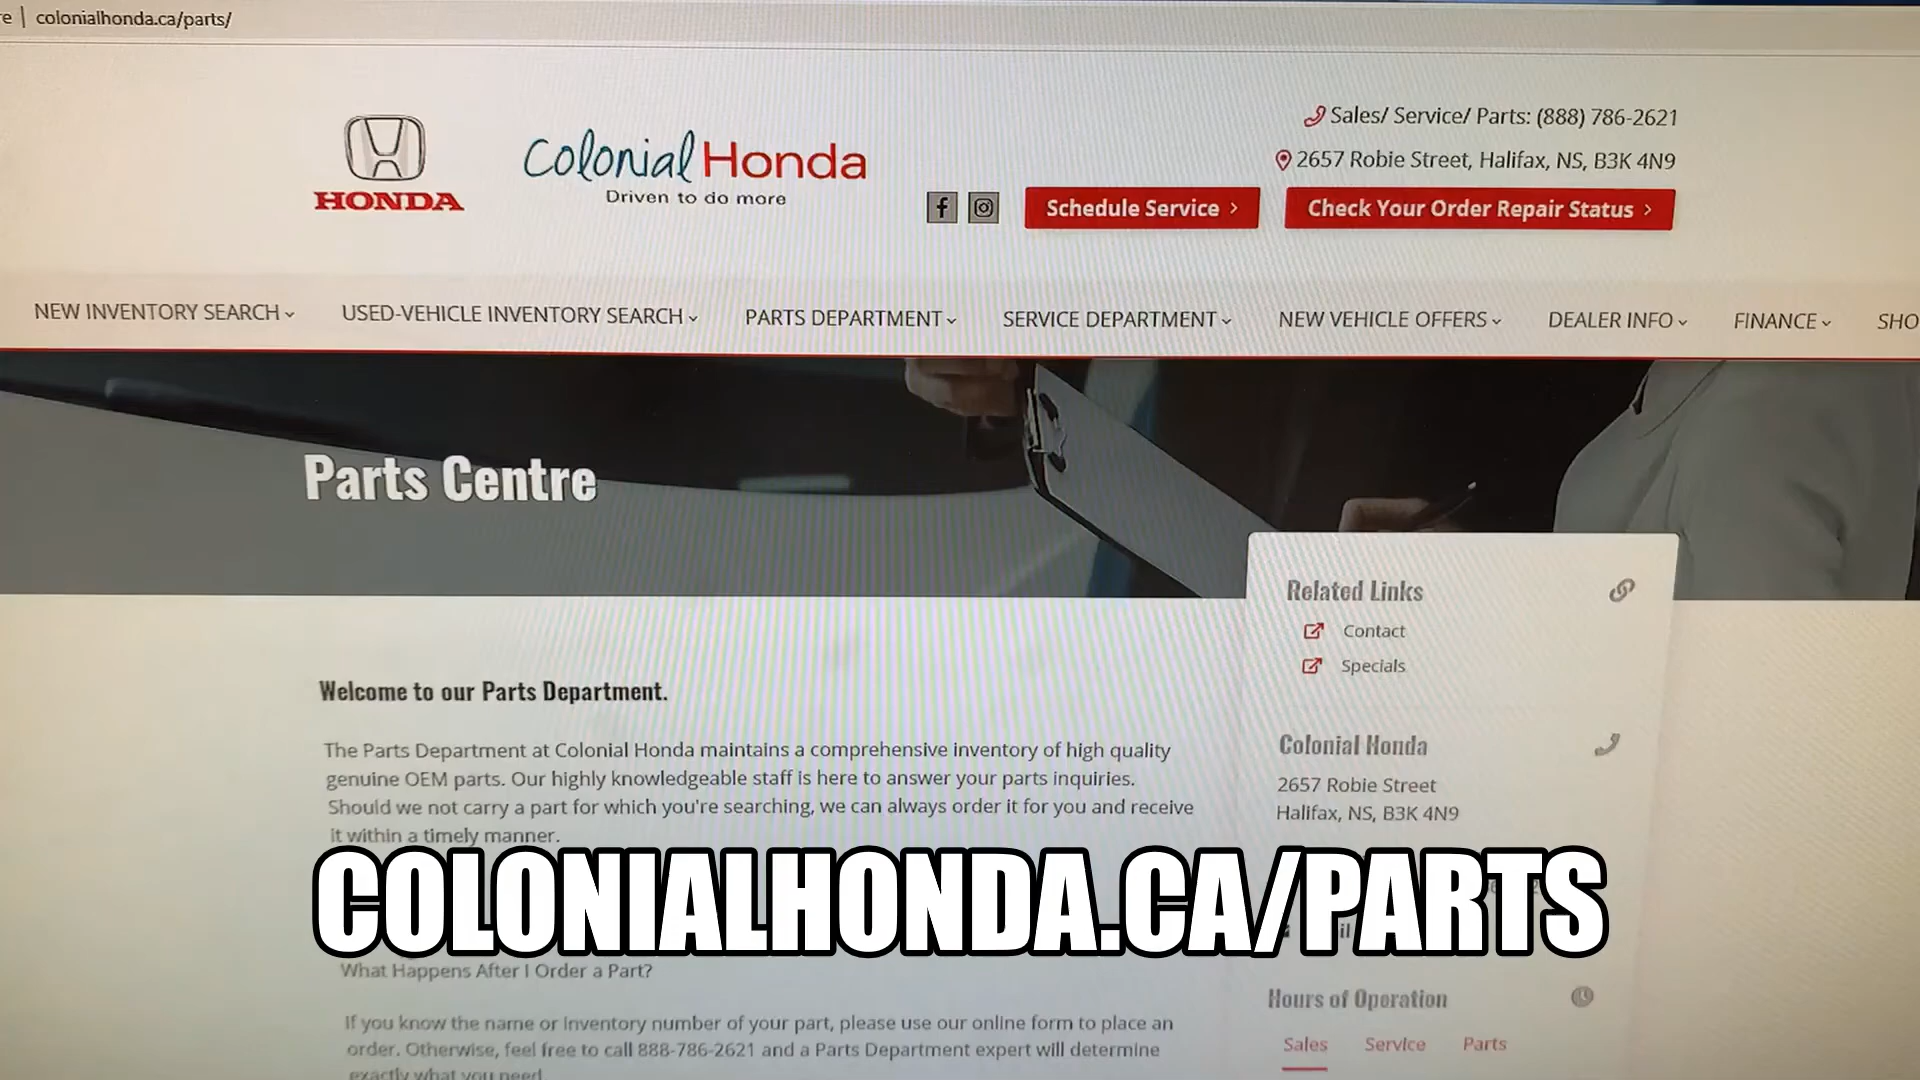 colonialhonda.ca/parts/
HONDA
Colonial Honda
Driven to do more
Sales/ Service/ Parts: (888) 786-2621
2657 Robie Street, Halifax, NS, B3K 4N9
Schedule Service
Check Your Order Repair Status
NEW INVENTORY SEARCH
USED-VEHICLE INVENTORY SEARCH
PARTS DEPARTMENT
SERVICE DEPARTMENT
NEW VEHICLE OFFERS
DEALER INFO
FINANCE
SHO
Parts Centre
Related Links
Contact
Specials
Welcome to our Parts Department.
The Parts Department at Colonial Honda maintains a comprehensive inventory of high quality
genuine OEM parts. Our highly knowledgeable staff is here to answer your parts inquiries.
Should we not carry a part for which you're searching, we can always order it for you and receive
it within a timely manner.
Colonial Honda
2657 Robie Street
Halifax, NS, B3K 4N9
COLONIALHONDA.CA/PARTS
What Happens After I Order a Part?
If you know the name or Inventory number of your part, please use our online form to place an
order. Otherwise, feel free to call 888-786-2621 and a Parts Department expert will determine
exactly what you need
Hours of Operation
Sales
Service
Parts